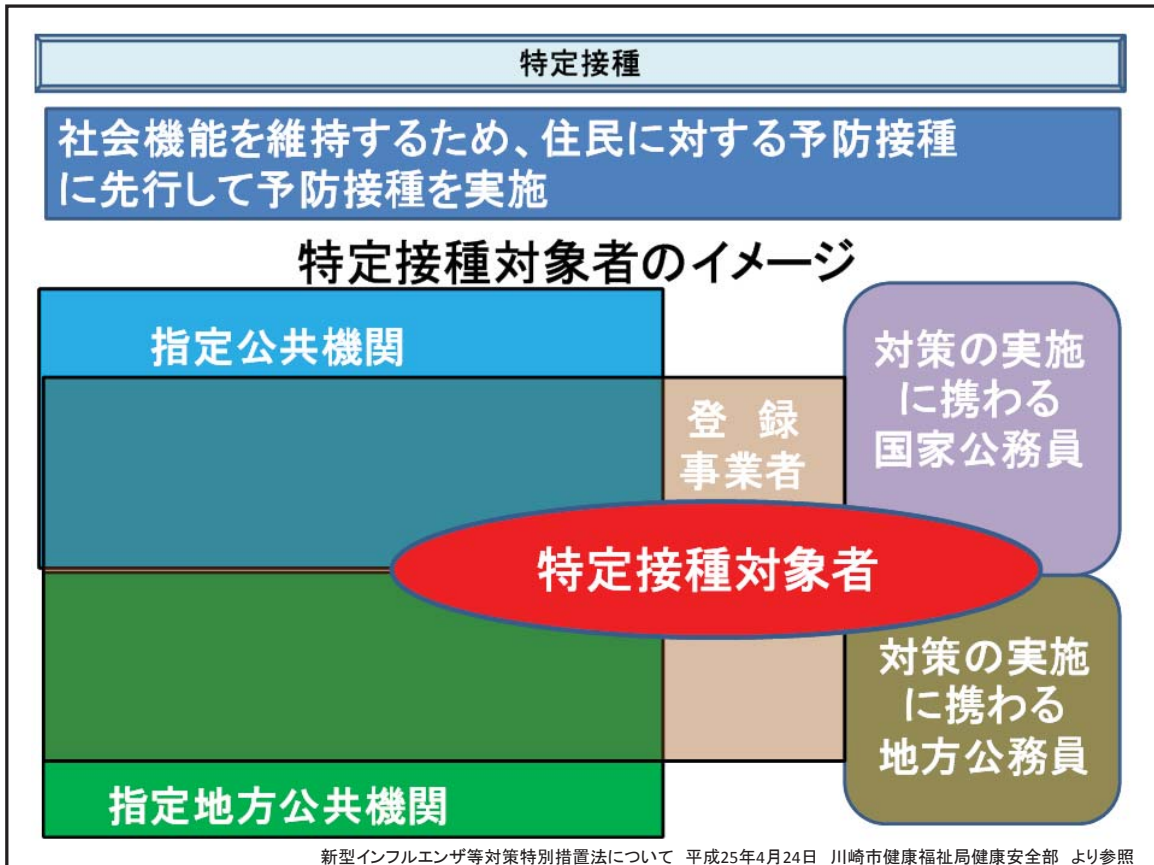 特定接種
社会機能を維持するため、住民に対する予防接種
に先行して予防接種を実施
特定接種対象者のイメージ
指定公共機関
登　録
事業者
対策の実施
に携わる
国家公務員
特定接種対象者
対策の実施
に携わる
地方公務員
指定地方公共機関
新型インフルエンザ等対策特別措置法について　平成25年4月24日　川崎市健康福祉局健康安全部　より参照